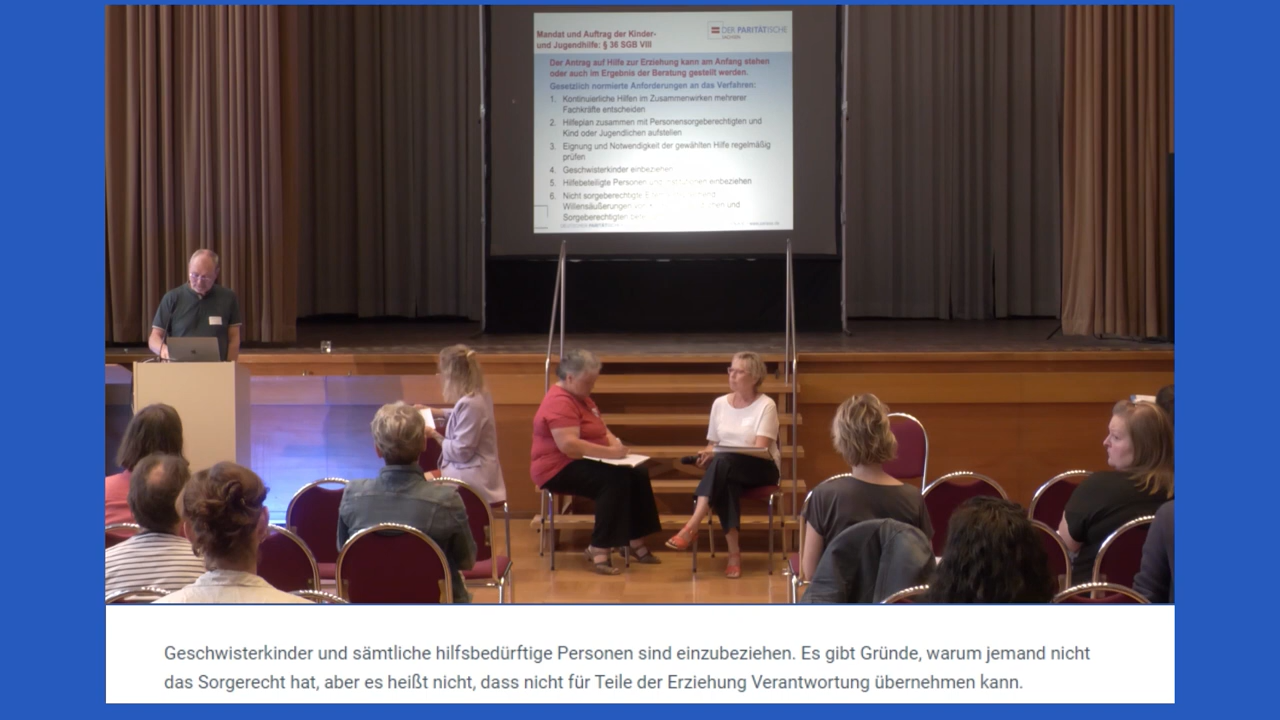 Mandat und Auftrag der Kinder-
und Jugendhilfe: § 36 SGB VIII
DER PARITÄTISCHE
SACHSEN
Der Antrag auf Hilfe zur Erziehung kann am Anfang stehen
oder auch im Ergebnis der Beratung gestellt werden.
Gesetzlich normierte Anforderungen an das Verfahren:
1. Kontinuierliche Hilfen im Zusammenwirken mehrerer
Fachkräfte entscheiden
2. Hilfeplan zusammen mit Personensorgeberechtigten und
Kind oder Jugendlichen aufstellen
3. Eignung und Notwendigkeit der gewählten Hilfe regelmäßig
prüfen
4. Geschwisterkinder einbeziehen
5. Hilfebeteiligte Personen und Institutionen einbeziehen
6. Nicht sorgeberechtigte
Willensäußerungen von und
Sorgeberechtigten
Geschwisterkinder und sämtliche hilfsbedürftige Personen sind einzubeziehen. Es gibt Gründe, warum jemand nicht
das Sorgerecht hat, aber es heißt nicht, dass nicht für Teile der Erziehung Verantwortung übernehmen kann.